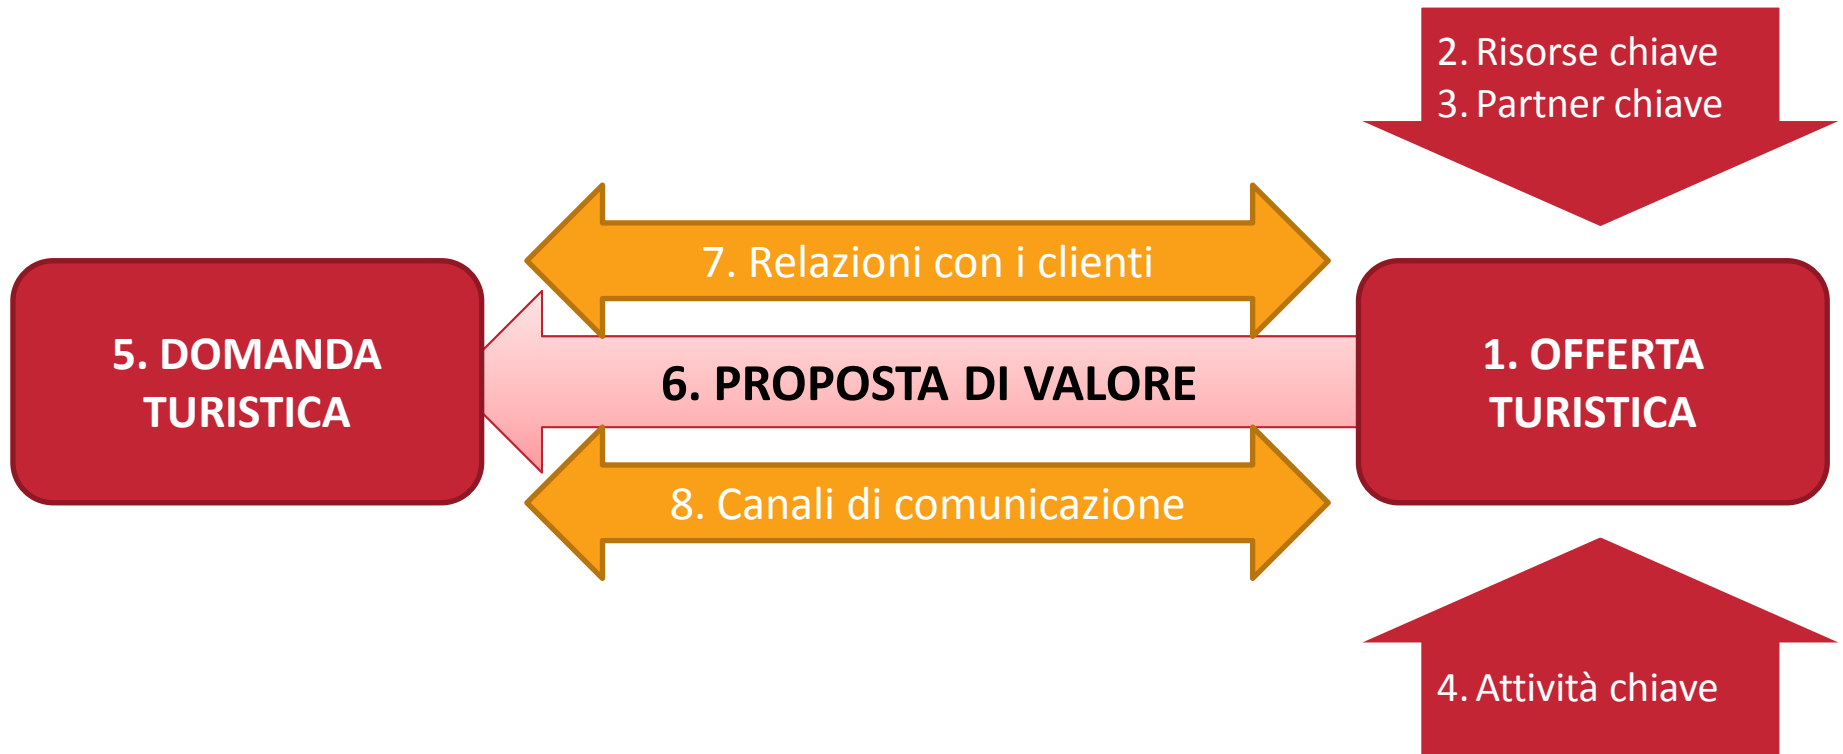 2. Risorse chiave
3. Partner chiave
7. Relazioni con i clienti
5. DOMANDA
TURISTICA
6. PROPOSTA DI VALORE
1. OFFERTA
TURISTICA
8. Canali di comunicazione
4. Attività chiave